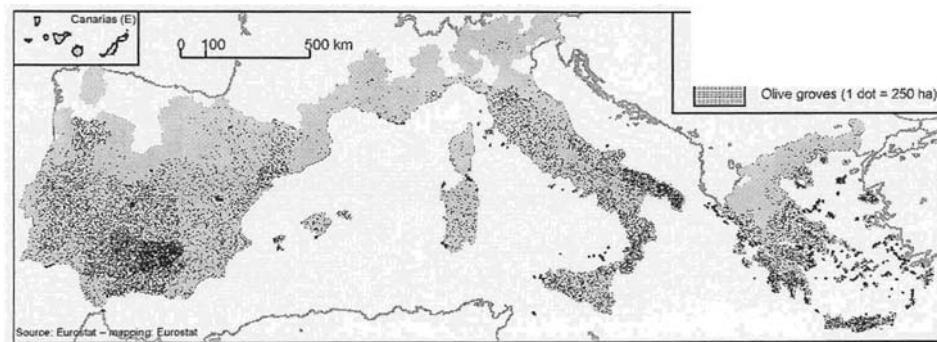 Canarias (E)
0 100 500 km
Olive groves (1 dot = 250 ha)
Source: Eurostat – mapping: Eurostat